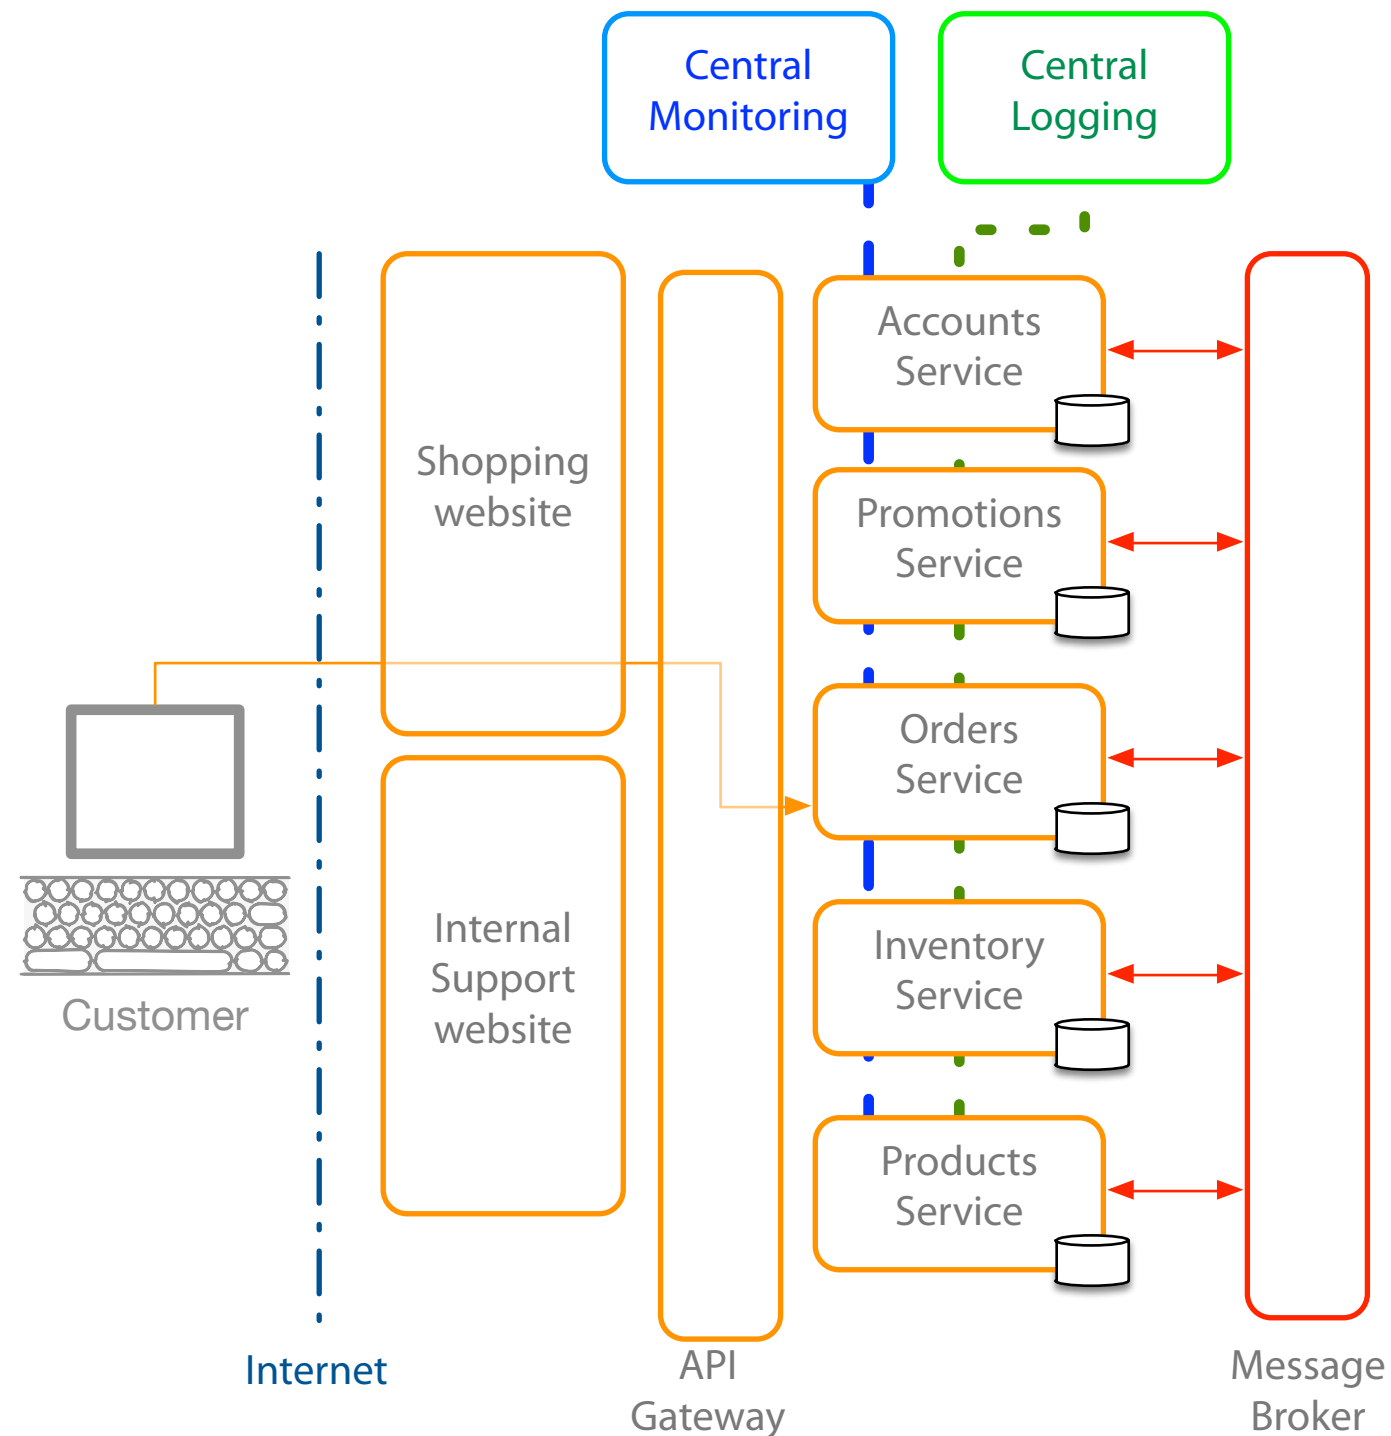 Central
Monitoring
Central
Logging
Shopping
website
Internal
Support
website
Accounts
Service
Promotions
Service
Orders
Service
Inventory
Service
Products
Service
Customer
Internet
API
Gateway
Message
Broker